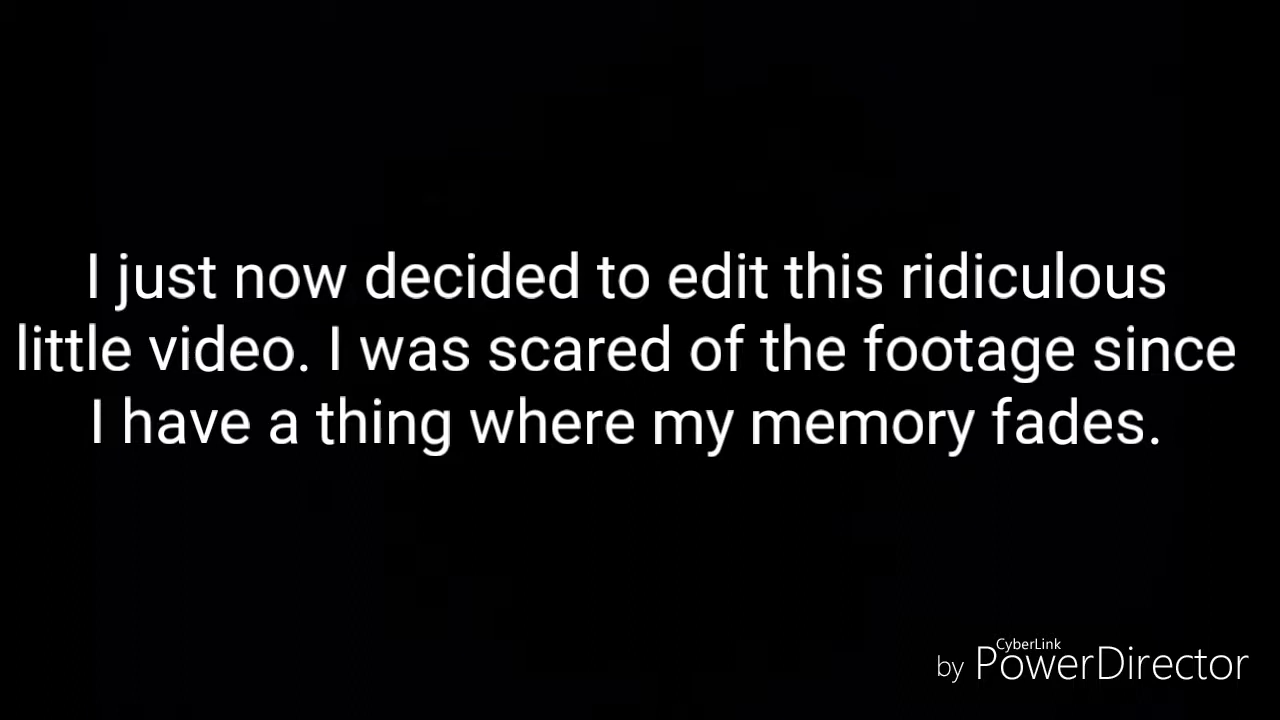 I just now decided to edit this ridiculous
little video. I was scared of the footage since
I have a thing where my memory fades.
CyberLink
by PowerDirector